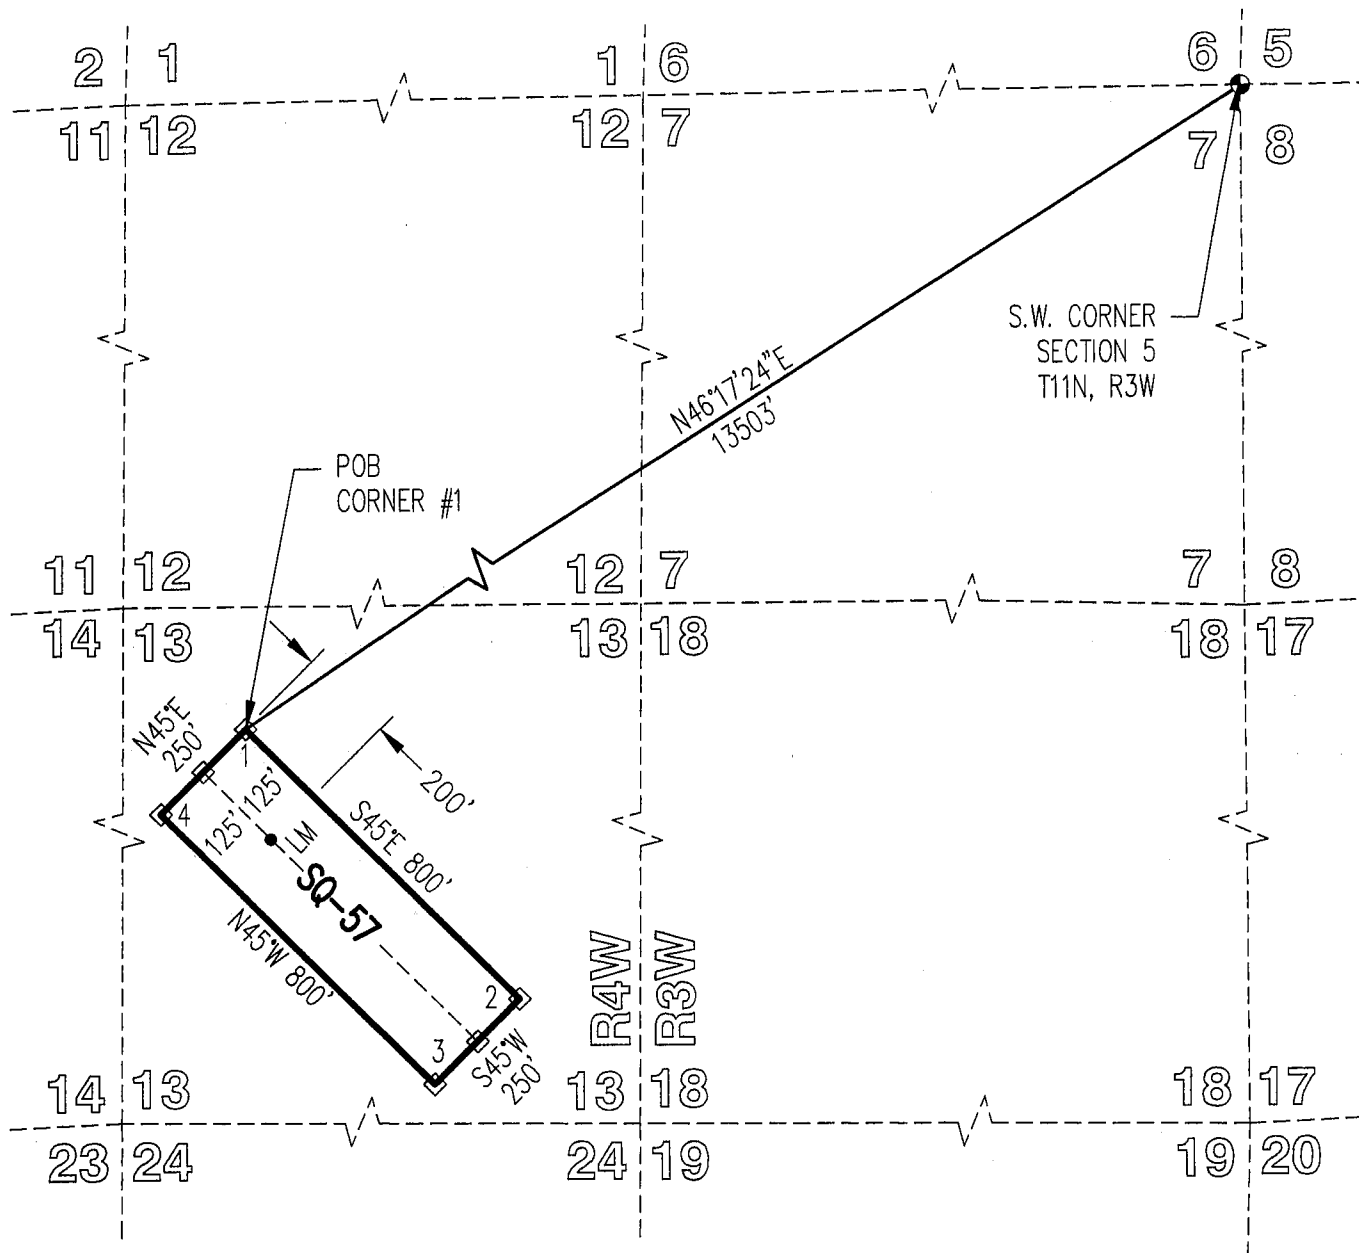 2 1
1 6
6 5
11 12
12 7
7 8
S.W. CORNER
SECTION 5
T11N, R3W
N46°17'24"E
13503'
POB
CORNER #1
11 12
12 7
7 8
14 13
13 18
18 17
N45°E
250'
1
125'
200'
4
125'
LM
S45°E 800'
SQ-57
N45°W 800'
R4W
R3W
2
3
S45°W
250'
14 13
13 18
18 17
23 24
24 19
19 20